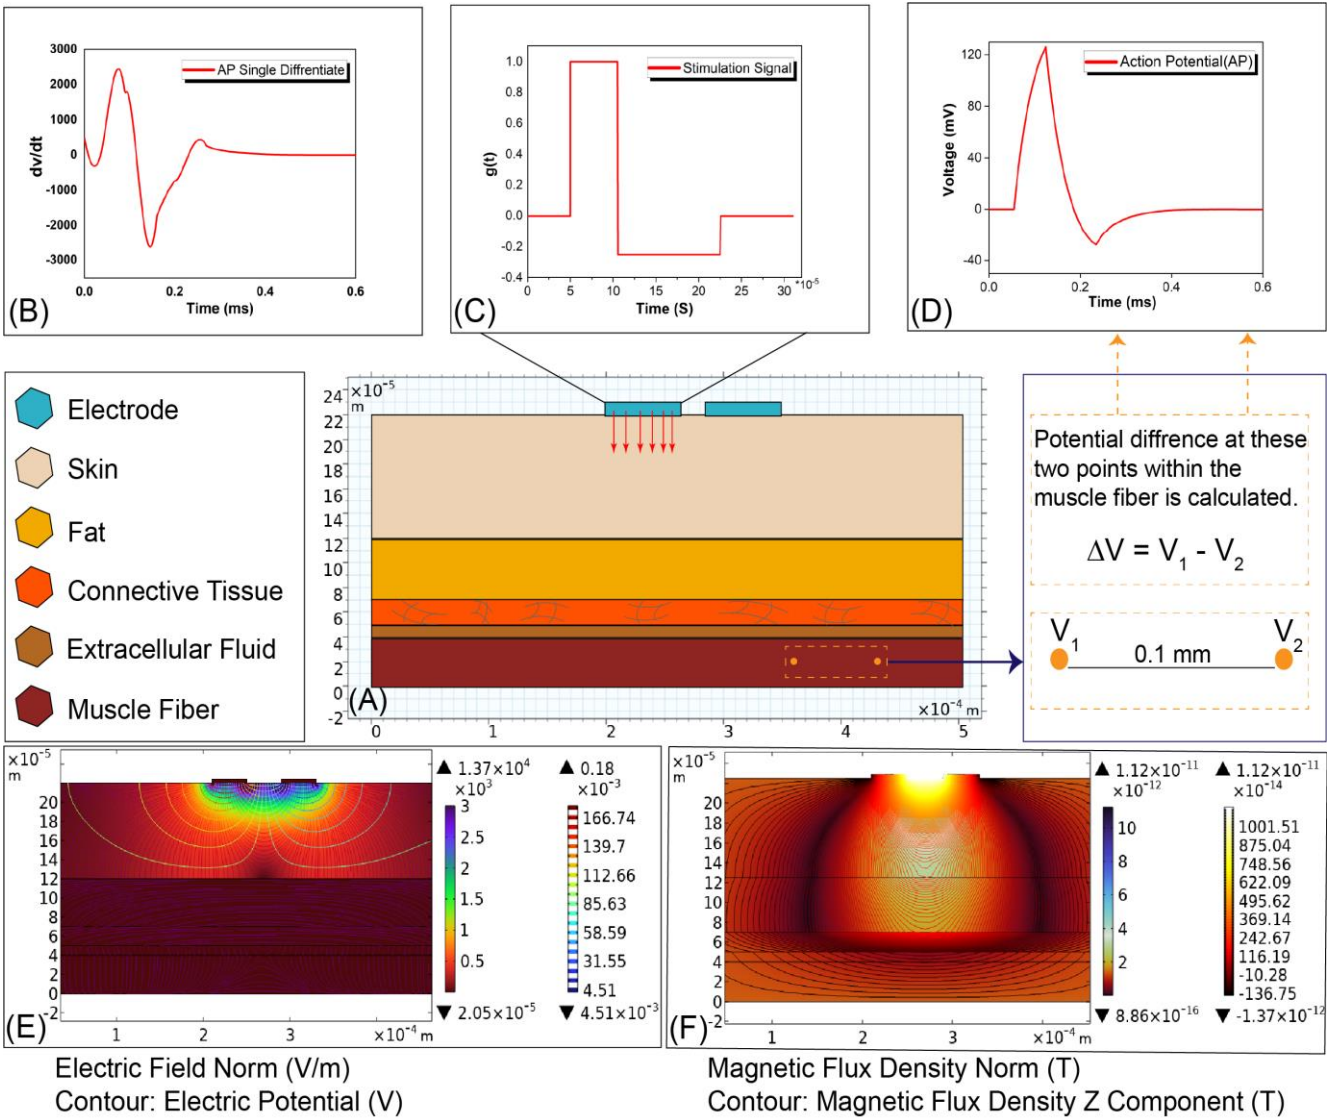 3000
2000
1000
0
-1000
-2000
-3000
dv/dt
AP Single Diffrentiate
0.0 0.2 0.4 0.6
Time (ms)
(B)
1.0
0.8
0.6
0.4
0.2
0.0
-0.2
-0.4
g(t)
Stimulation Signal
0 5 10 15 20 25 30 *10^-5
Time (S)
(C)
120
80
40
0
-40
Voltage (mV)
Action Potential(AP)
0.0 0.2 0.4 0.6
Time (ms)
(D)
Electrode
Skin
Fat
Connective Tissue
Extracellular Fluid
Muscle Fiber
×10^-5
m
24
22
20
18
16
14
12
10
8
6
4
2
0
-2
(A)
×10^-4 m
0 1 2 3 4 5
Potential diffrence at these
two points within the
muscle fiber is calculated.
ΔV = V1 - V2
V1 V2
0.1 mm
×10^-5
m
20
18
16
14
12
10
8
6
4
2
0
-2
(E)
1 2 3 ×10^-4 m
▲ 1.37×10^4
×10^3
3
2.5
2
1.5
1
0.5
▼ 2.05×10^-5
▲ 0.18
×10^-3
166.74
139.7
112.66
85.63
58.59
31.55
4.51
▼ 4.51×10^-3
Electric Field Norm (V/m)
Contour: Electric Potential (V)
×10^-5
m
20
18
16
14
12
10
8
6
4
2
0
-2
(F)
1 2 3 ×10^-4 m
▲ 1.12×10^-11
×10^-12
10
8
6
4
2
▼ 8.86×10^-16
▲ 1.12×10^-11
×10^-14
1001.51
875.04
748.56
622.09
495.62
369.14
242.67
116.19
-10.28
-136.75
▼ -1.37×10^-12
Magnetic Flux Density Norm (T)
Contour: Magnetic Flux Density Z Component (T)